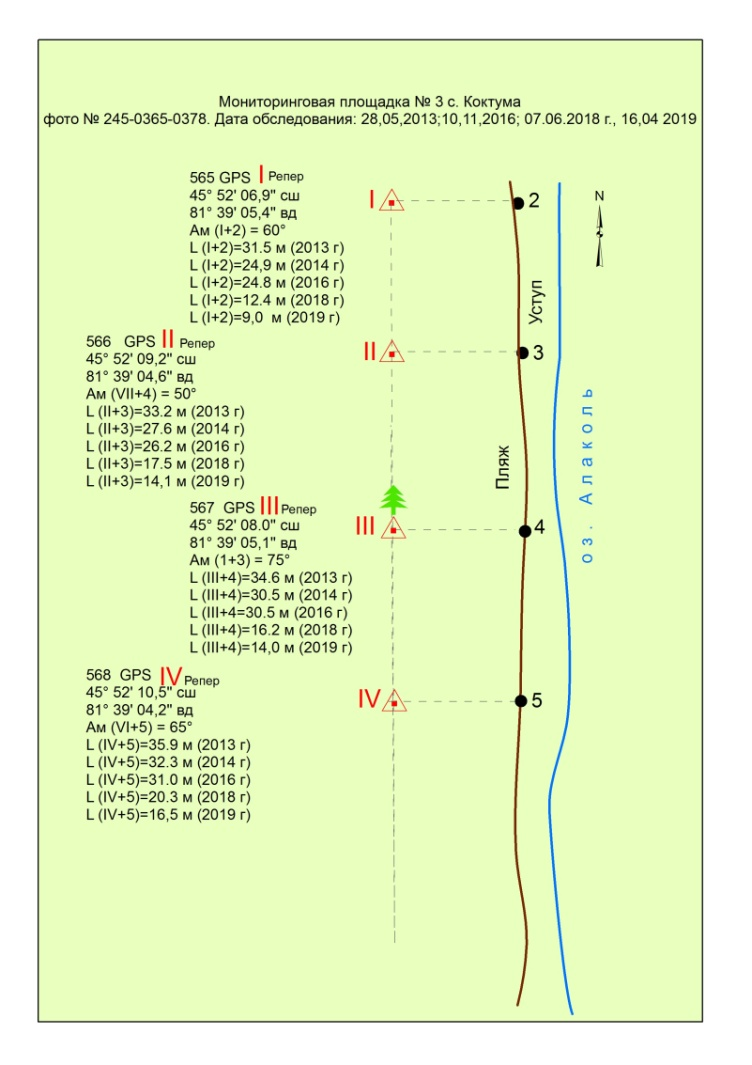 Мониторинговая площадка № 3 с. Коктума
фото № 245-0365-0378. Дата обследования: 28,05,2013;10,11,2016; 07.06.2018 г., 16,04 2019
565 GPS I Репер
45° 52' 06,9" сш
81° 39' 05,4" вд
Ам (I+2) = 60°
L (I+2)=31.5 м (2013 г)
L (I+2)=24,9 м (2014 г)
L (I+2)=24.8 м (2016 г)
L (I+2)=12.4 м (2018 г)
L (I+2)=9,0 м (2019 г)
I
2
N
566 GPS II Репер
45° 52' 09,2" сш
81° 39' 04,6" вд
Ам (VII+4) = 50°
L (II+3)=33.2 м (2013 г)
L (II+3)=27.6 м (2014 г)
L (II+3)=26.2 м (2016 г)
L (II+3)=17.5 м (2018 г)
L (II+3)=14,1 м (2019 г)
II
3
Уступ
Пляж
оз. Алаколь
567 GPS III Репер
45° 52' 08.0" сш
81° 39' 05,1" вд
Ам (1+3) = 75°
L (III+4)=34.6 м (2013 г)
L (III+4)=30.5 м (2014 г)
L (III+4=30.5 м (2016 г)
L (III+4)=16.2 м (2018 г)
L (III+4)=14,0 м (2019 г)
III
4
568 GPS IV Репер
45° 52' 10,5" сш
81° 39' 04,2" вд
Ам (VI+5) = 65°
L (IV+5)=35.9 м (2013 г)
L (IV+5)=32.3 м (2014 г)
L (IV+5)=31.0 м (2016 г)
L (IV+5)=20.3 м (2018 г)
L (IV+5)=16,5 м (2019 г)
IV
5